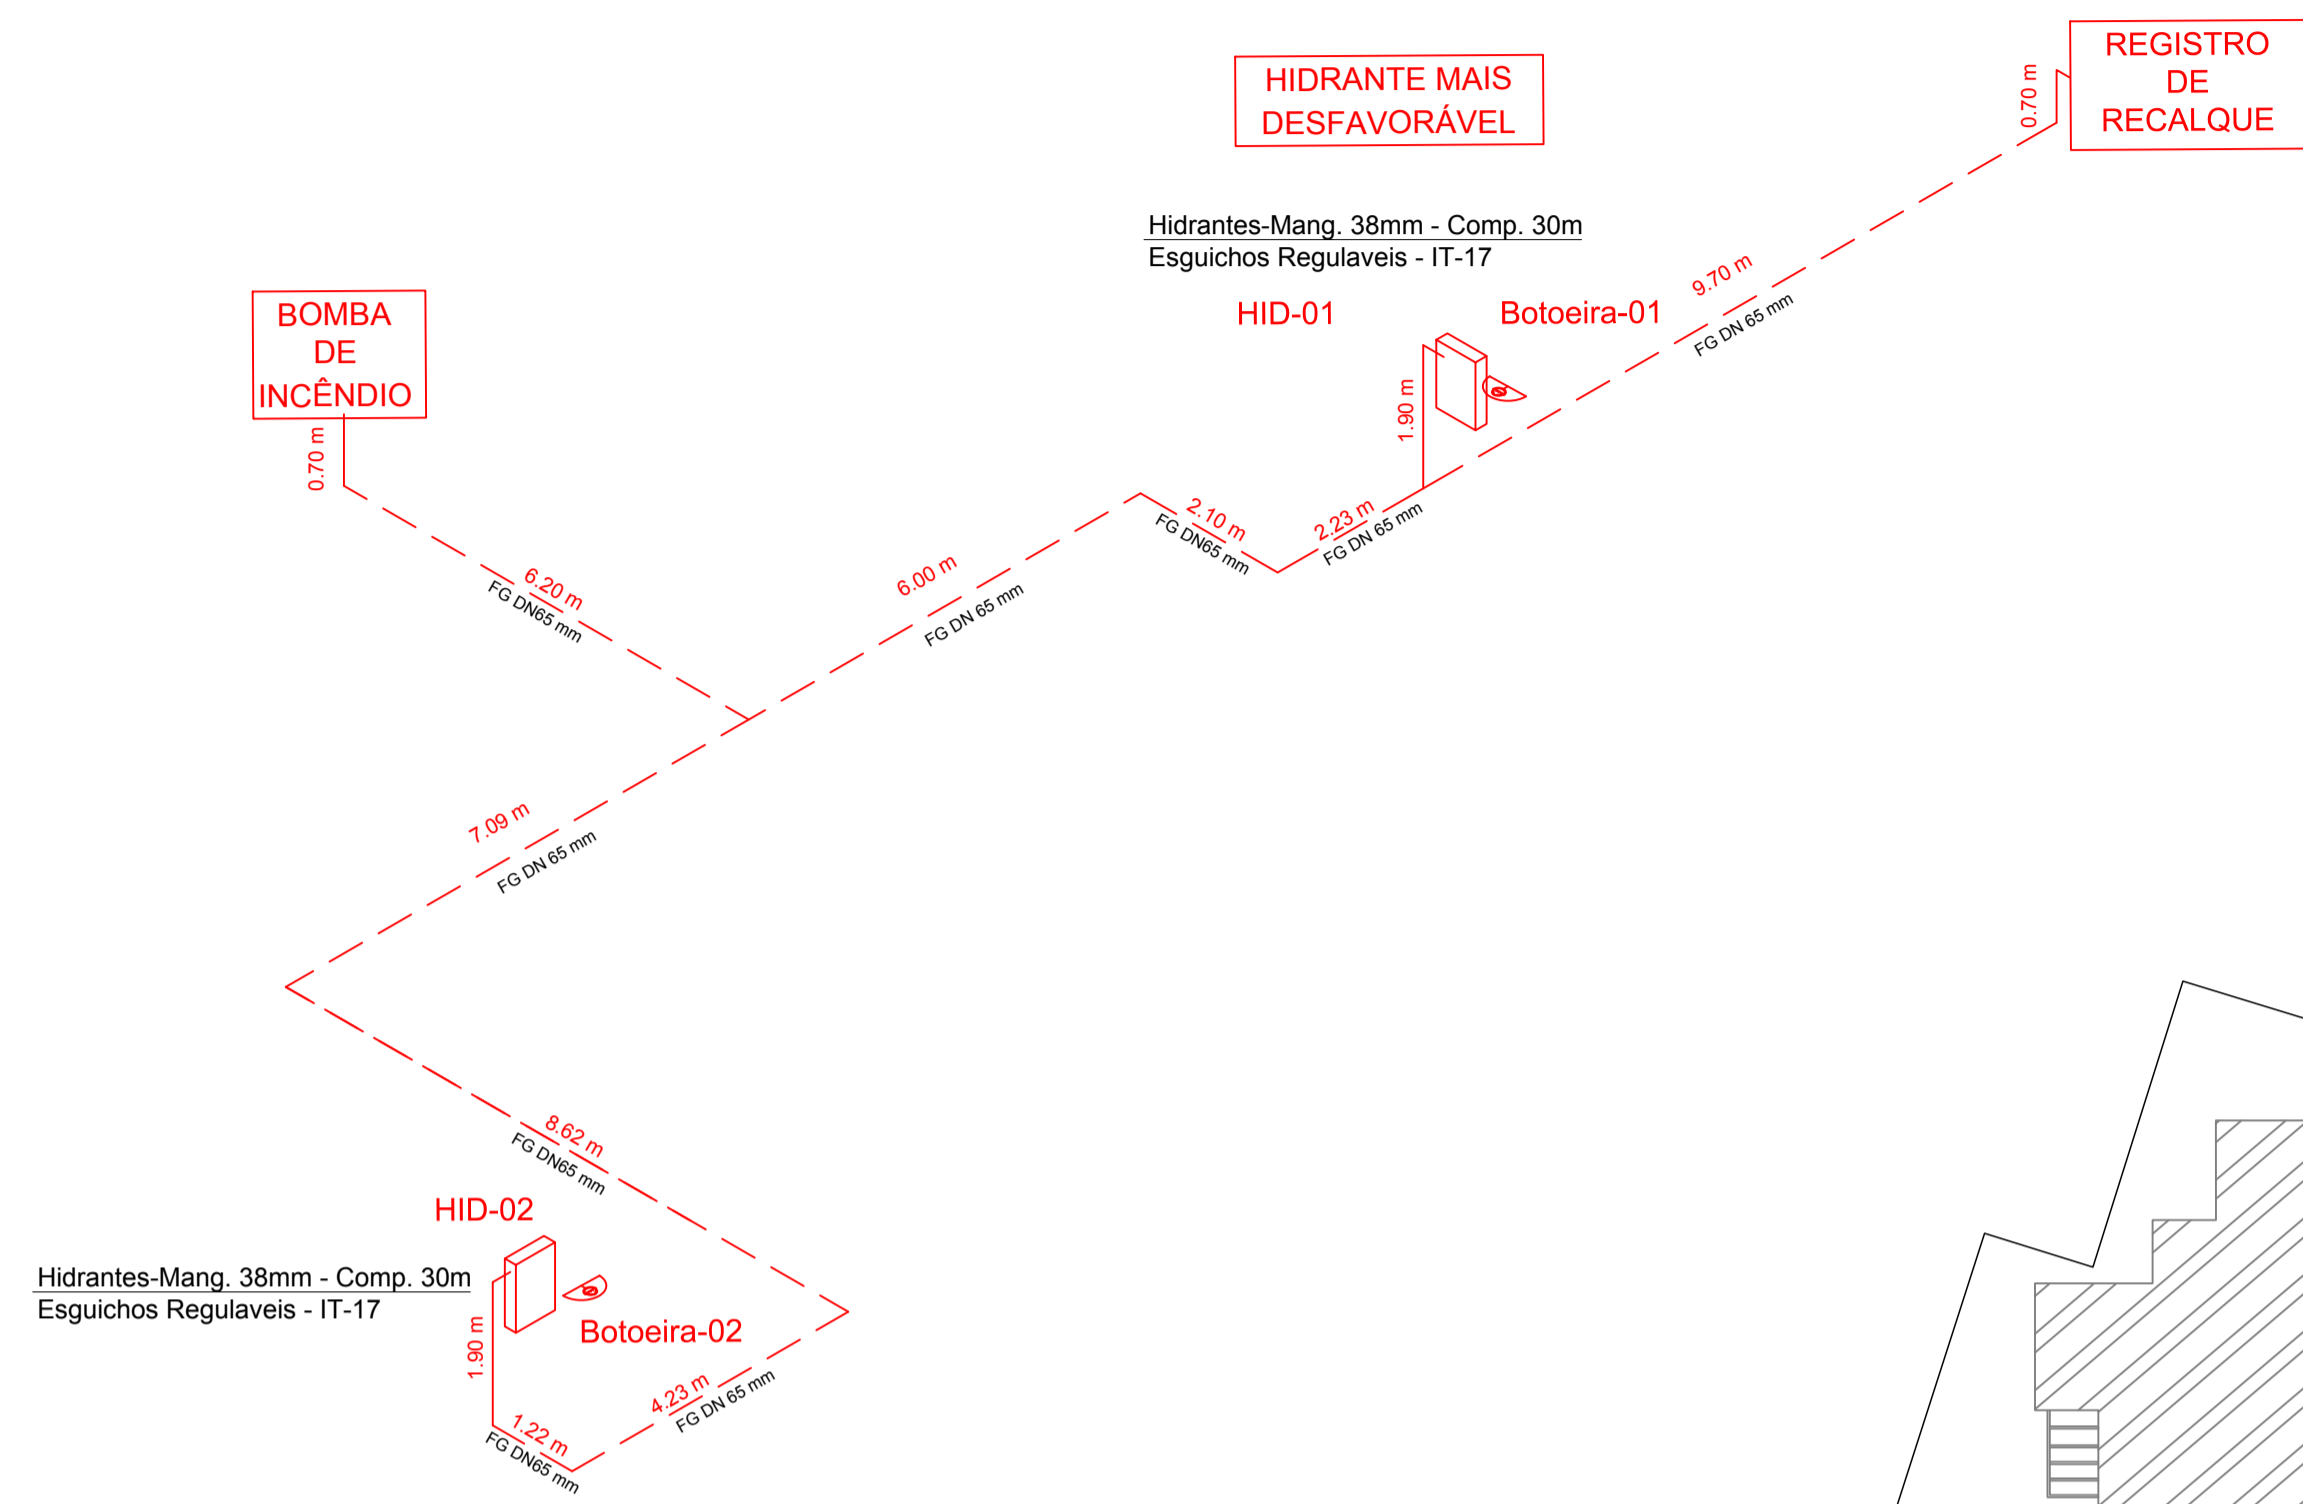 REGISTRO
DE
RECALQUE
0.70 m
HIDRANTE MAIS
DESFAVORÁVEL
Hidrantes-Mang. 38mm - Comp. 30m
Esguichos Regulaveis - IT-17
HID-01
Botoeira-01
9.70 m
FG DN 65 mm
BOMBA
DE
INCÊNDIO
0.70 m
1.90 m
2.10 m
FG DN65 mm
2.23 m
FG DN 65 mm
6.20 m
FG DN65 mm
6.00 m
FG DN 65 mm
7.09 m
FG DN 65 mm
8.62 m
FG DN65 mm
HID-02
Hidrantes-Mang. 38mm - Comp. 30m
Esguichos Regulaveis - IT-17
Botoeira-02
1.90 m
4.23 m
FG DN 65 mm
1.22 m
FG DN65 mm